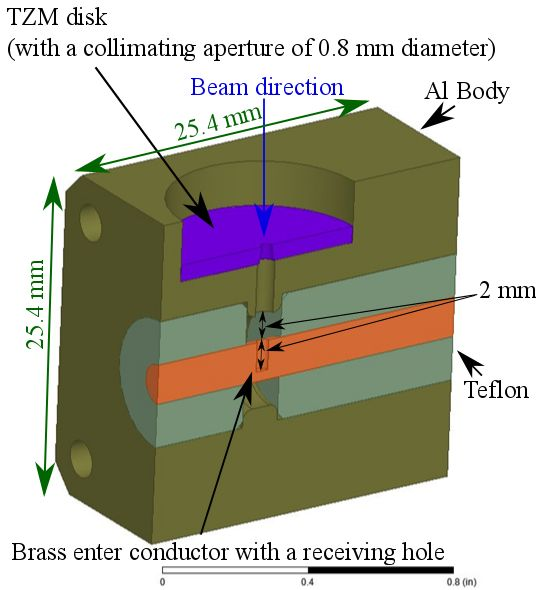 TZM disk
(with a collimating aperture of 0.8 mm diameter)
Beam direction
Al Body
25.4 mm
25.4 mm
2 mm
Teflon
Brass enter conductor with a receiving hole
0 0.4 0.8 (in)